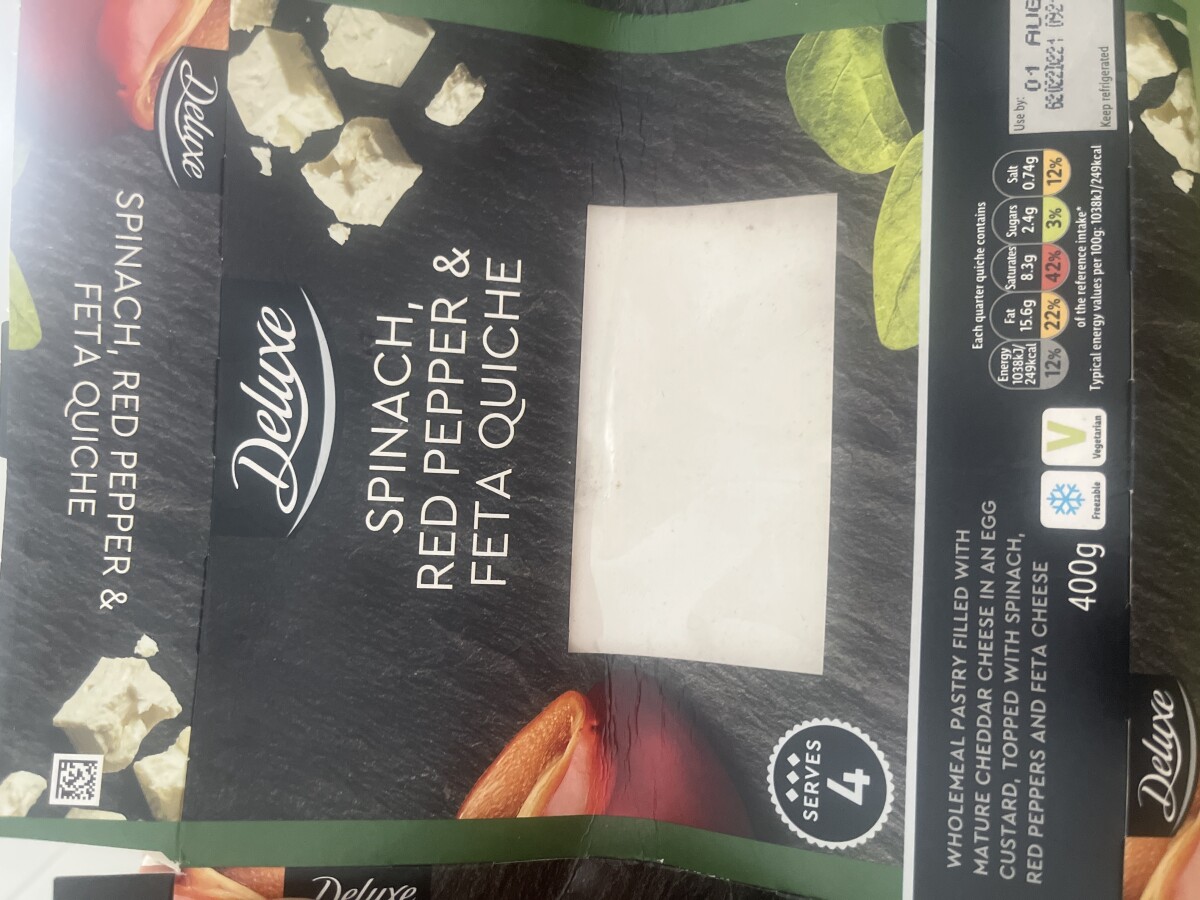 Deluxe
SPINACH, RED PEPPER &
FETA QUICHE
Deluxe
SPINACH,
RED PEPPER &
FETA QUICHE
SERVES
4
WHOLEMEAL PASTRY FILLED WITH
MATURE CHEDDAR CHEESE IN AN EGG
CUSTARD, TOPPED WITH SPINACH,
RED PEPPERS AND FETA CHEESE
400g
Freezable
Vegetarian
Each quarter quiche contains
Energy Fat Saturates Sugars Salt
1038kJ/ 15.6g 8.3g 2.4g 0.74g
249kcal
12% 22% 42% 3% 12%
of the reference intake*
Typical energy values per 100g: 1038kJ/249kcal
Use by:
01 AUG
Keep refrigerated
Deluxe
Deluxe